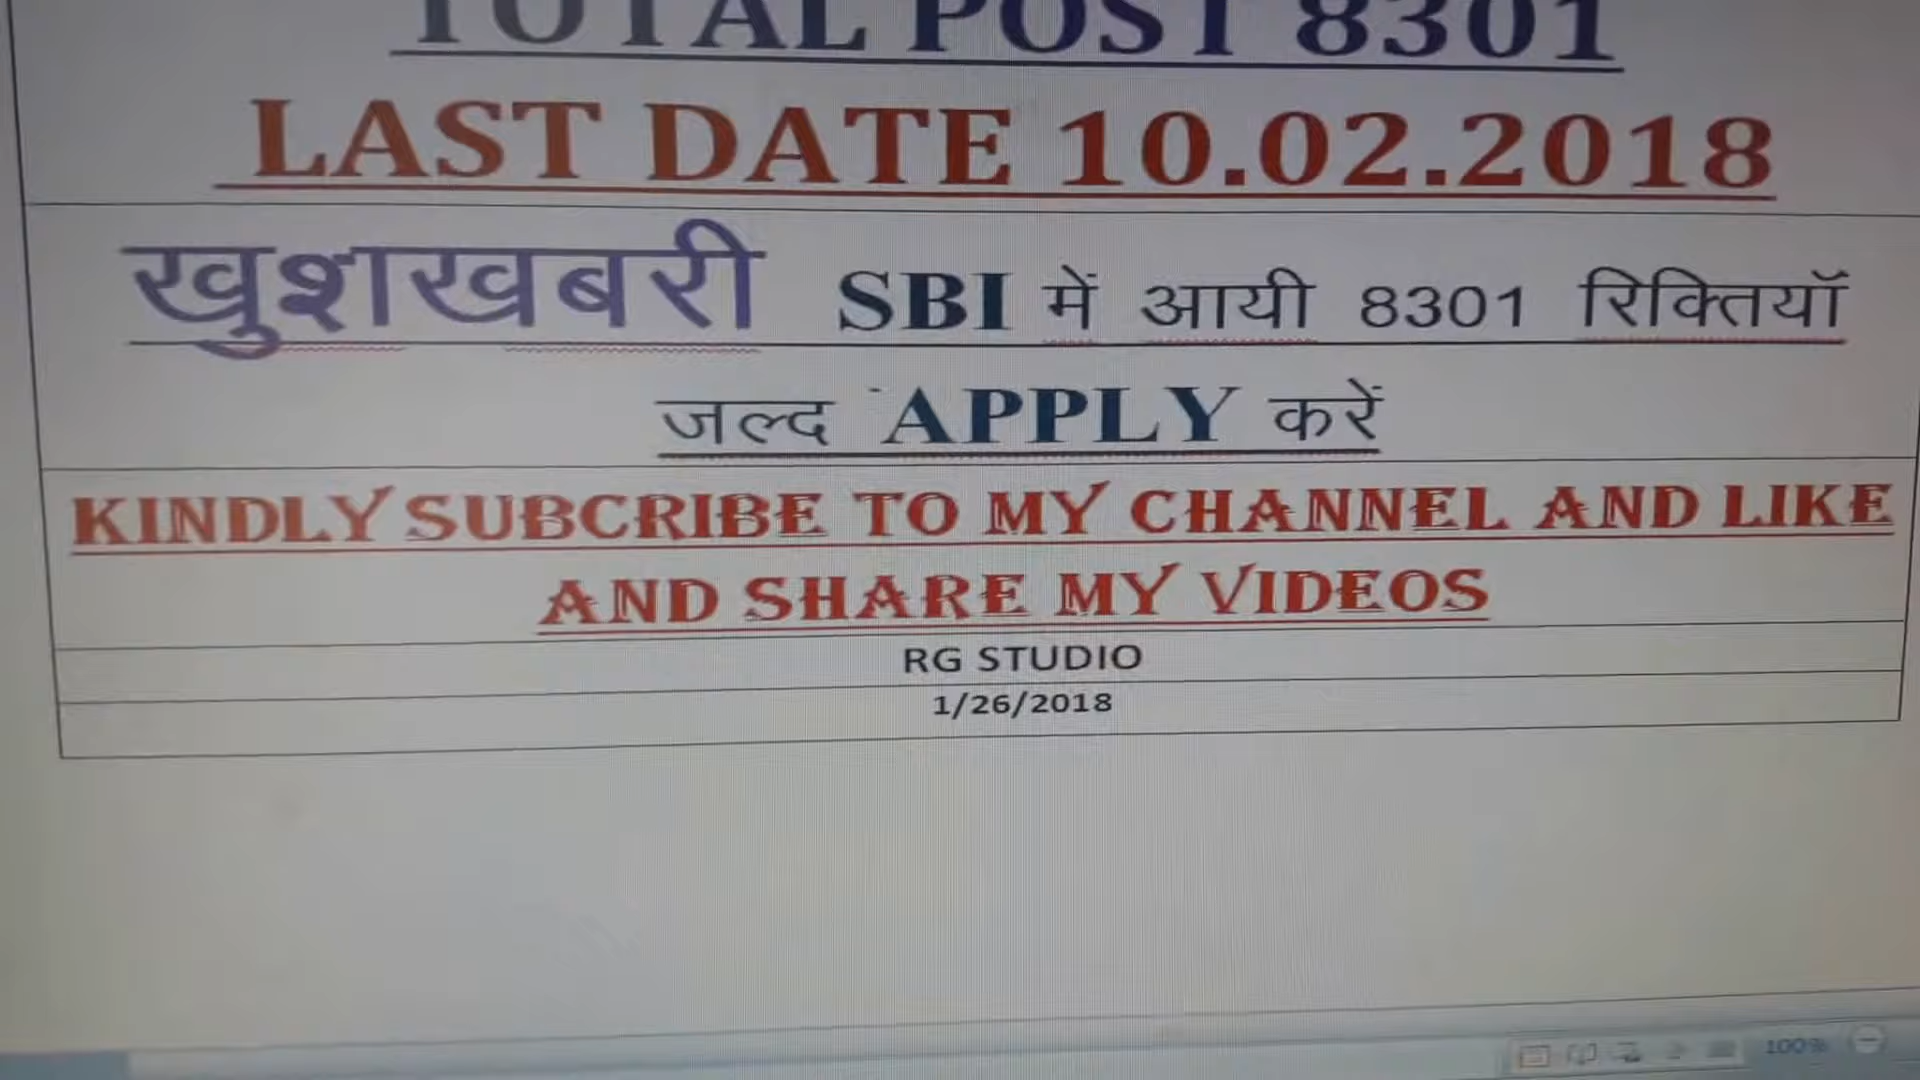 TOTAL POST 8301
LAST DATE 10.02.2018
खुशखबरी SBI में आयी 8301 रिक्तियॉ
जल्द APPLY करें
KINDLY SUBCRIBE TO MY CHANNEL AND LIKE
AND SHARE MY VIDEOS
RG STUDIO
1/26/2018
100%